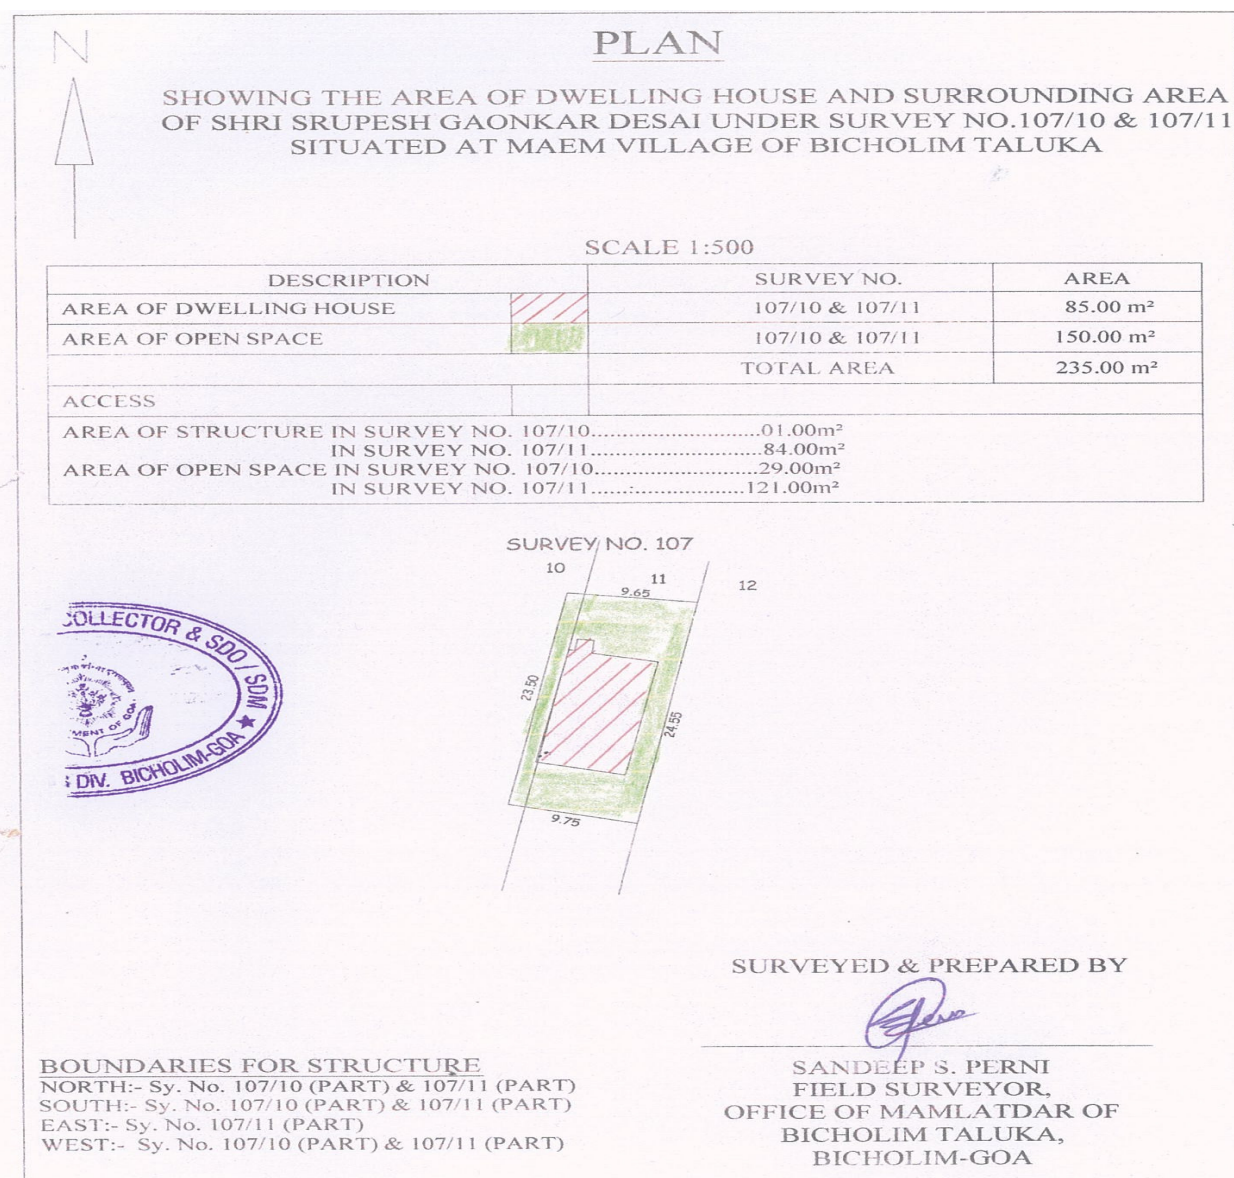 N
PLAN
SHOWING THE AREA OF DWELLING HOUSE AND SURROUNDING AREA
OF SHRI SRUPESH GAONKAR DESAI UNDER SURVEY NO.107/10 & 107/11
SITUATED AT MAEM VILLAGE OF BICHOLIM TALUKA
SCALE 1:500
DESCRIPTION SURVEY NO. AREA
AREA OF DWELLING HOUSE 107/10 & 107/11 85.00 m²
AREA OF OPEN SPACE 107/10 & 107/11 150.00 m²
TOTAL AREA 235.00 m²
ACCESS
AREA OF STRUCTURE IN SURVEY NO. 107/10..........................01.00m²
IN SURVEY NO. 107/11..........................84.00m²
AREA OF OPEN SPACE IN SURVEY NO. 107/10......................29.00m²
IN SURVEY NO. 107/11......:....................121.00m²
SURVEY NO. 107
10
11
12
9.65
23.50
24.55
9.75
COLLECTOR & SDO / SDM ★
MENT OF GOA
DIV. BICHOLIM-GOA
SURVEYED & PREPARED BY
SANDEEP S. PERNI
FIELD SURVEYOR,
OFFICE OF MAMLATDAR OF
BICHOLIM TALUKA,
BICHOLIM-GOA
BOUNDARIES FOR STRUCTURE
NORTH:- Sy. No. 107/10 (PART) & 107/11 (PART)
SOUTH:- Sy. No. 107/10 (PART) & 107/11 (PART)
EAST:- Sy. No. 107/11 (PART)
WEST:- Sy. No. 107/10 (PART) & 107/11 (PART)